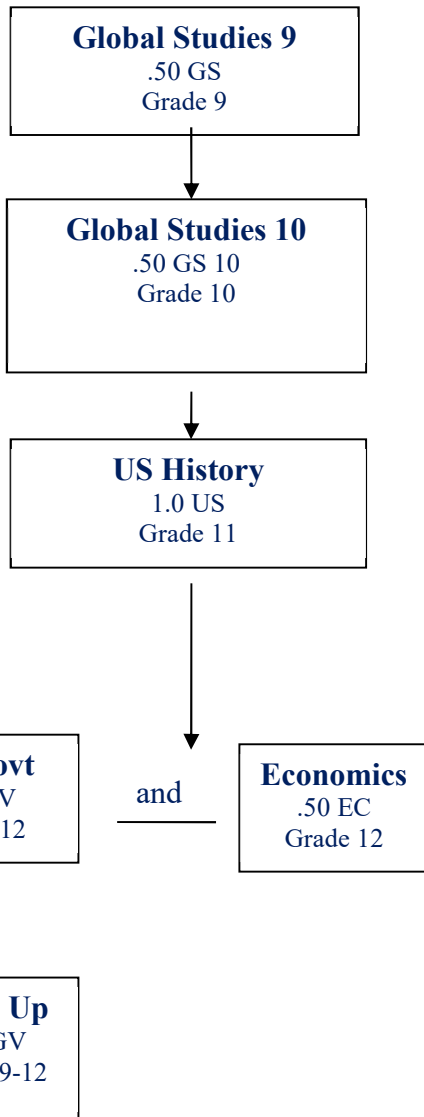 Global Studies 9
.50 GS
Grade 9
Global Studies 10
.50 GS 10
Grade 10
US History
1.0 US
Grade 11
ovt
V
12
and
Economics
.50 EC
Grade 12
Up
GV
9-12